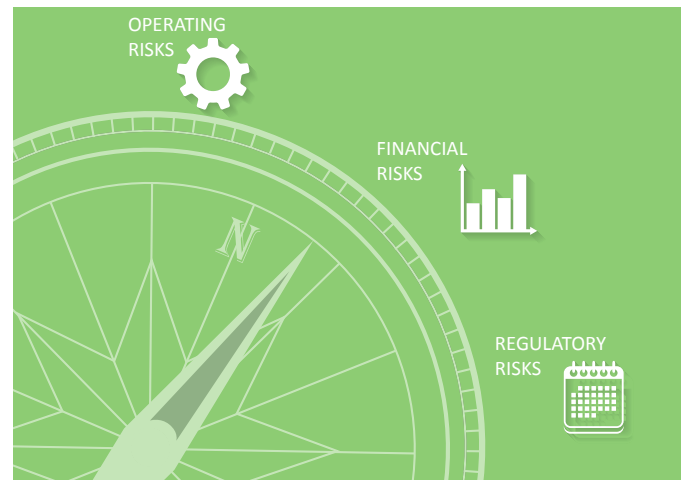 OPERATING
RISKS
FINANCIAL
RISKS
N
REGULATORY
RISKS